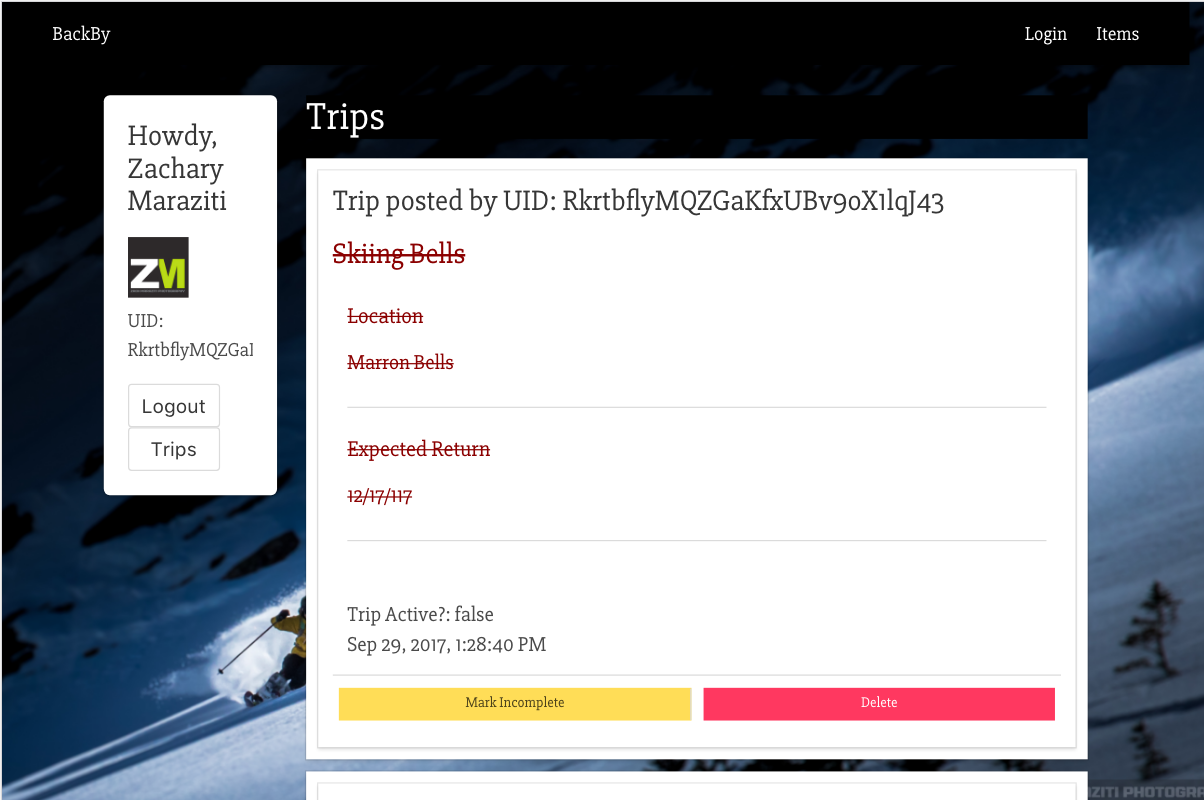 BackBy
Login Items
Howdy,
Zachary
Maraziti
ZM
UID:
RkrtbflyMQZGaI
Logout
Trips
Trips
Trip posted by UID: RkrtbflyMQZGaKfxUBv9oX1lqJ43
Skiing Bells
Location
Marron Bells
Expected Return
12/17/117
Trip Active?: false
Sep 29, 2017, 1:28:40 PM
Mark Incomplete
Delete